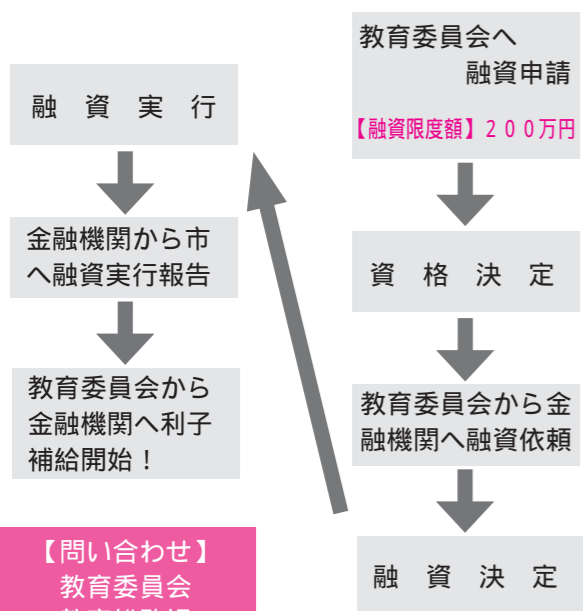 教育委員会へ
融資申請
【融資限度額】２００万円
資格決定
教育委員会から金
融機関へ融資依頼
融資決定
融資実行
金融機関から市
へ融資実行報告
教育委員会から
金融機関へ利子
補給開始！
【問い合わせ】
教育委員会